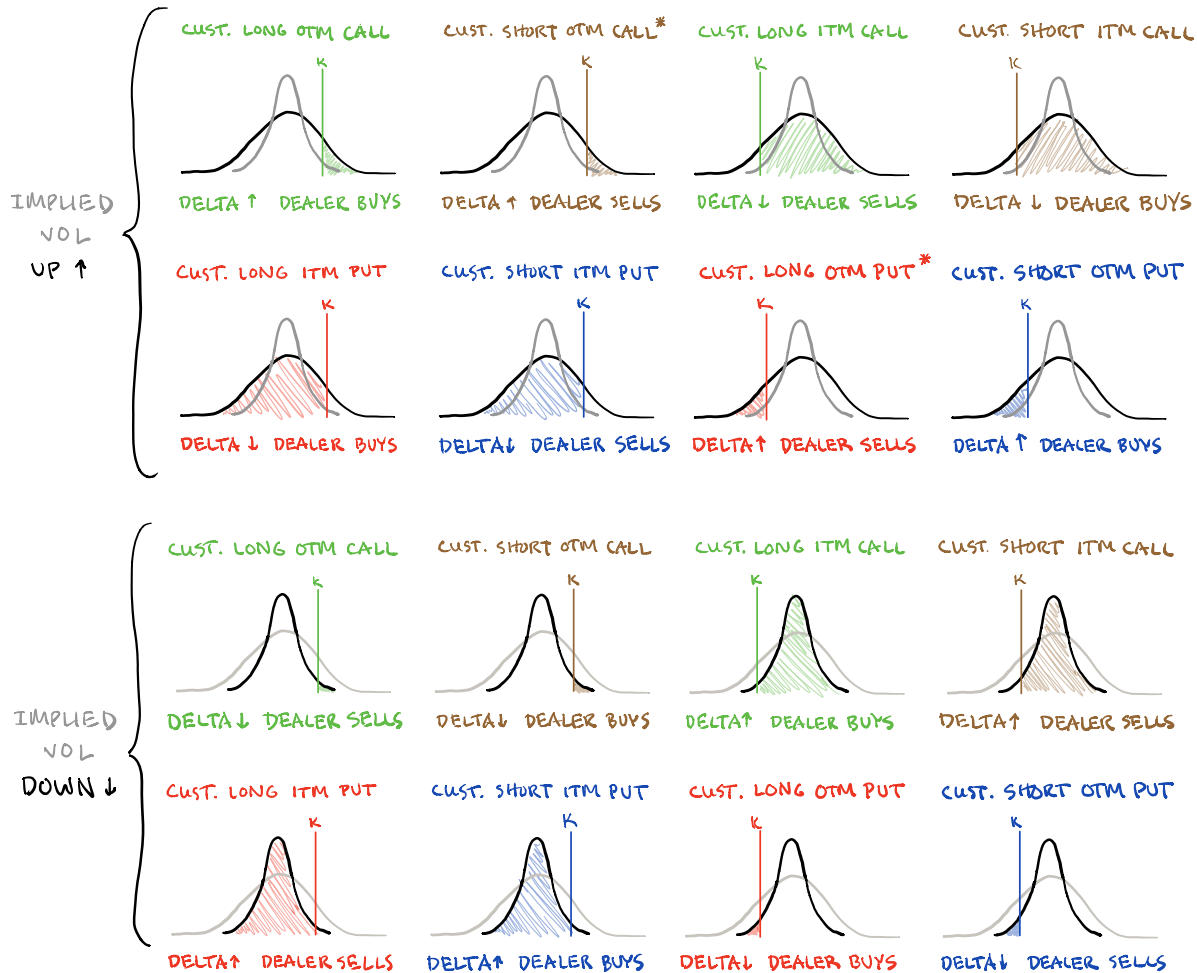 CUST. LONG OTM CALL
CUST. SHORT OTM CALL*
CUST. LONG ITM CALL
CUST. SHORT ITM CALL
K
K
K
K
DELTA ↑ DEALER BUYS
DELTA ↑ DEALER SELLS
DELTA ↓ DEALER SELLS
DELTA ↓ DEALER BUYS
IMPLIED
VOL
UP ↑
CUST. LONG ITM PUT
CUST. SHORT ITM PUT
CUST. LONG OTM PUT*
CUST. SHORT OTM PUT
K
K
K
K
DELTA ↓ DEALER BUYS
DELTA ↓ DEALER SELLS
DELTA ↑ DEALER SELLS
DELTA ↑ DEALER BUYS
CUST. LONG OTM CALL
CUST. SHORT OTM CALL
CUST. LONG ITM CALL
CUST. SHORT ITM CALL
K
K
K
K
DELTA ↓ DEALER SELLS
DELTA ↓ DEALER BUYS
DELTA ↑ DEALER BUYS
DELTA ↑ DEALER SELLS
IMPLIED
VOL
DOWN ↓
CUST. LONG ITM PUT
CUST. SHORT ITM PUT
CUST. LONG OTM PUT
CUST. SHORT OTM PUT
K
K
K
K
DELTA ↑ DEALER SELLS
DELTA ↑ DEALER BUYS
DELTA ↓ DEALER BUYS
DELTA ↓ DEALER SELLS